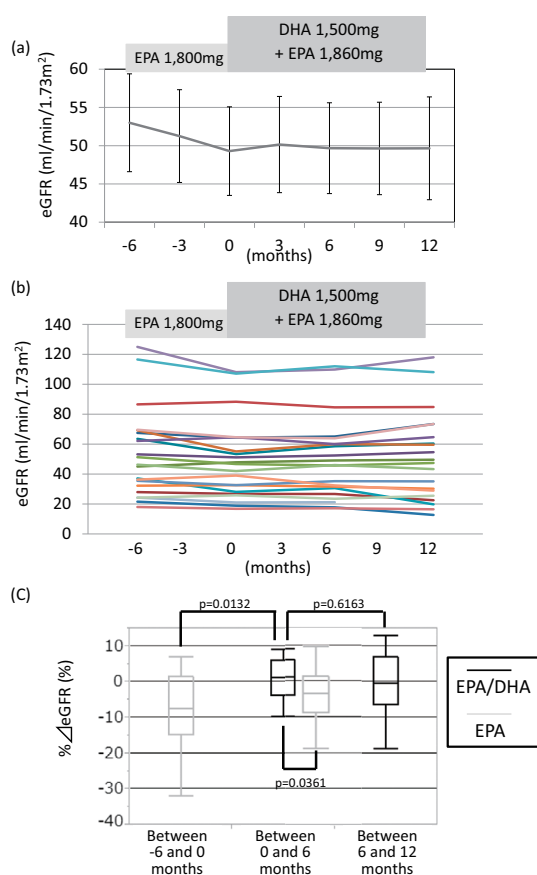 (a)
EPA 1,800mg
DHA 1,500mg
+ EPA 1,860mg
eGFR (ml/min/1.73m²)
60
55
50
45
40
-6 -3 0 3 6 9 12
(months)
(b)
EPA 1,800mg
DHA 1,500mg
+ EPA 1,860mg
eGFR (ml/min/1.73m²)
140
120
100
80
60
40
20
0
-6 -3 0 3 6 9 12
(months)
(C)
p=0.0132
p=0.6163
%⊿eGFR (%)
10
0
-10
-20
-30
-40
p=0.0361
EPA/DHA
EPA
Between
-6 and 0
months
Between
0 and 6
months
Between
6 and 12
months